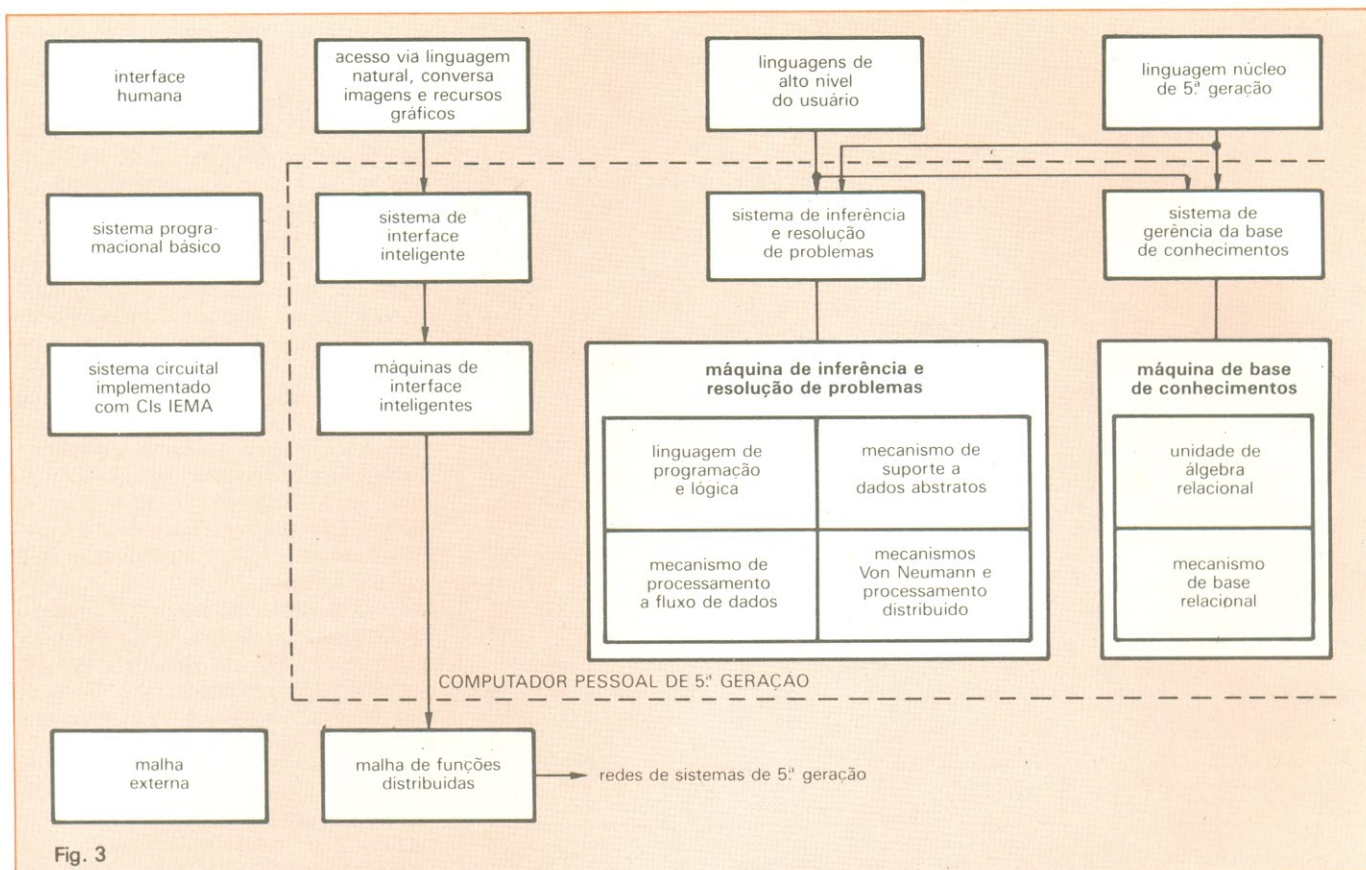 interface
humana
acesso via linguagem
natural, conversa
imagens e recursos
gráficos
linguagens de
alto nível
do usuário
linguagem núcleo
de 5ª geração
sistema progra-
macional básico
sistema de
interface
inteligente
sistema de inferência
e resolução
de problemas
sistema de
gerência da base
de conhecimentos
sistema circuital
implementado
com CIs IEMA
máquinas de
interface
inteligentes
máquina de inferência e
resolução de problemas
linguagem de
programação
e lógica
mecanismo de
suporte a
dados abstratos
mecanismo de
processamento
a fluxo de dados
mecanismos
Von Neumann e
processamento
distribuido
máquina de base
de conhecimentos
unidade de
álgebra
relacional
mecanismo
de base
relacional
COMPUTADOR PESSOAL DE 5ª GERAÇÃO
malha
externa
malha de funções
distribuidas
redes de sistemas de 5ª geração
Fig. 3